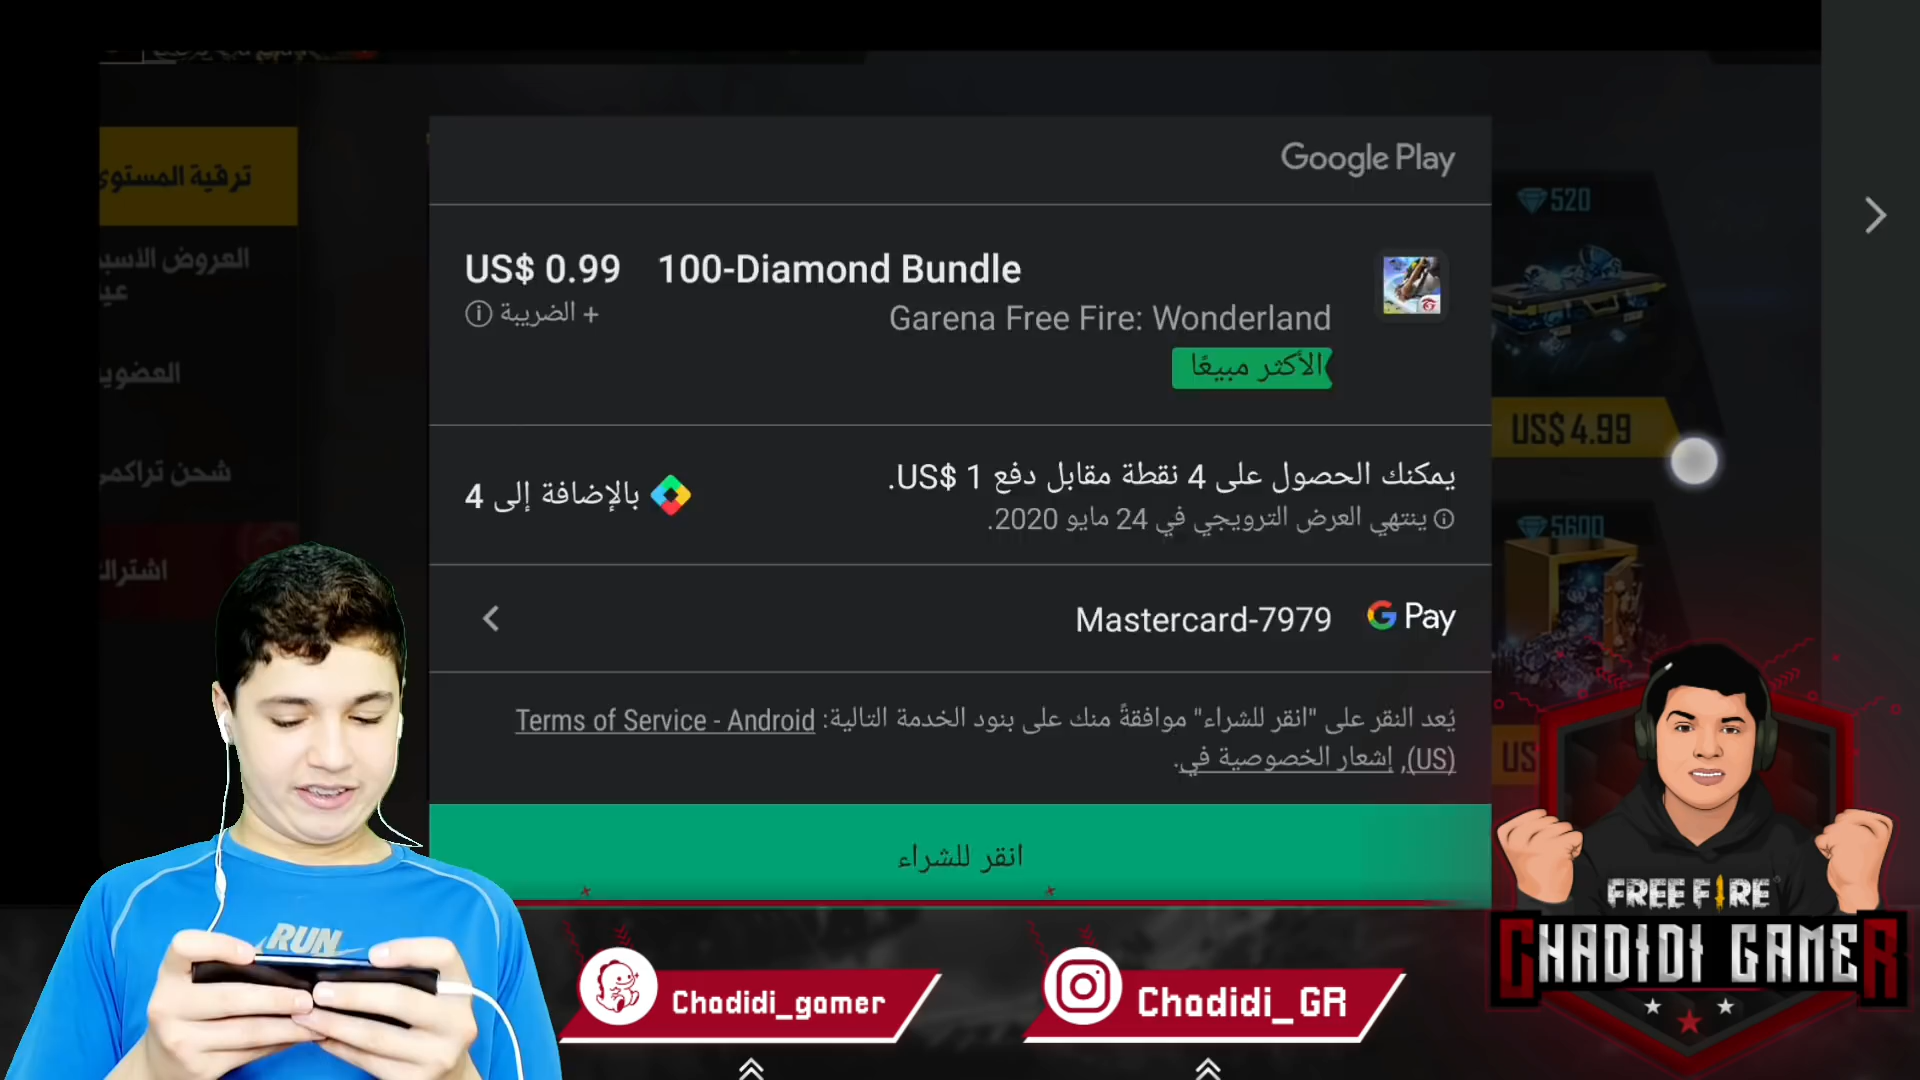 Google Play
US$ 0.99 100-Diamond Bundle
+ الضريبة
Garena Free Fire: Wonderland
الأكثر مبيعًا
يمكنك الحصول على 4 نقطة مقابل دفع 1 US$.
ينتهي العرض الترويجي في 24 مايو 2020.
بالإضافة إلى 4
Mastercard-7979
G Pay
يُعد النقر على "انقر للشراء" موافقةً منك على بنود الخدمة التالية: Terms of Service - Android
(US), إشعار الخصوصية في.
انقر للشراء
ترقية المستوى
العروض
شحن تراكمي
520
US$ 4.99
5600
US
RUN
Chadidi_gamer
Chadidi_GR
FREE FIRE
CHADIDI GAMER